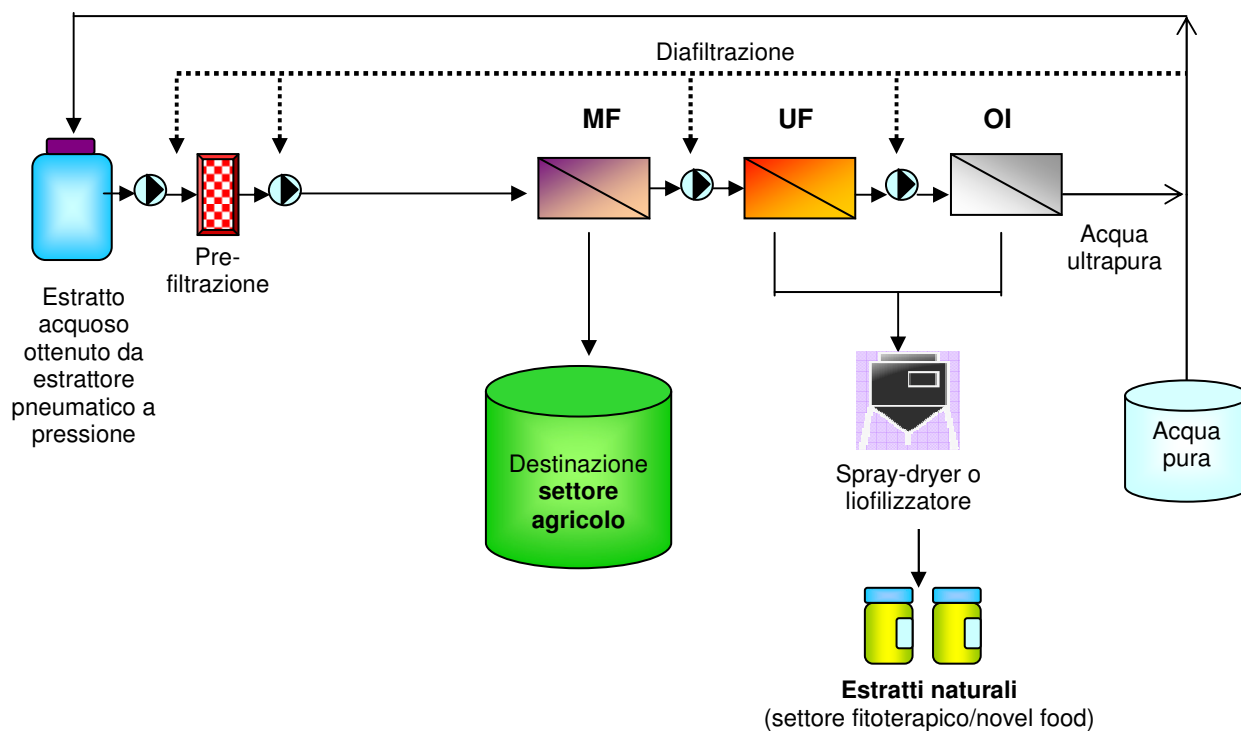 Diafiltrazione
MF
UF
OI
Pre-
filtrazione
Acqua
ultrapura
Estratto
acquoso
ottenuto da
estrattore
pneumatico a
pressione
Destinazione
settore
agricolo
Acqua
pura
Spray-dryer o
liofilizzatore
Estratti naturali
(settore fitoterapico/novel food)